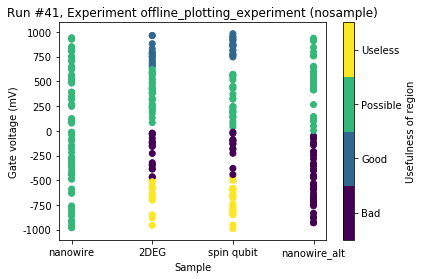 Run #41, Experiment offline_plotting_experiment (nosample)
1000
750
500
250
0
-250
-500
-750
-1000
Gate voltage (mV)
nanowire
2DEG
spin qubit
nanowire_alt
Sample
Useless
Possible
Good
Bad
Usefulness of region